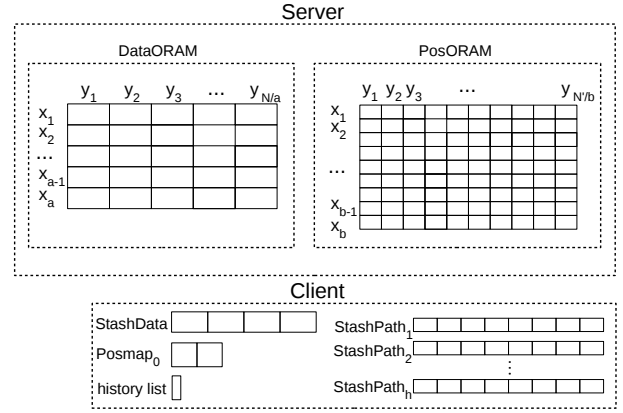 Server
DataORAM
y1 y2 y3 ... yN/a
x1
x2
...
xa-1
xa
PosORAM
y1 y2 y3 ... yN'/b
x1
x2
...
xb-1
xb
Client
StashData
Posmap0
history list
StashPath1
StashPath2
⋮
StashPathh